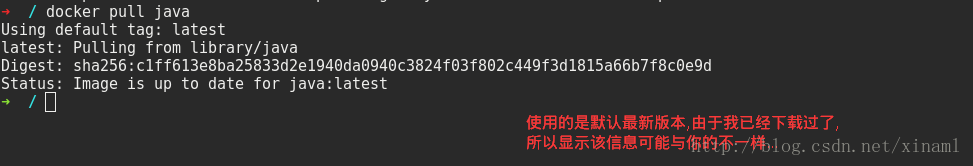 ➜ / docker pull java
Using default tag: latest
latest: Pulling from library/java
Digest: sha256:c1ff613e8ba25833d2e1940da0940c3824f03f802c449f3d1815a66b7f8c0e9d
Status: Image is up to date for java:latest
➜ /
使用的是默认最新版本,由于我已经下载过了,
所以显示该信息可能与你的不一样..
http://blog.csdn.net/xinaml